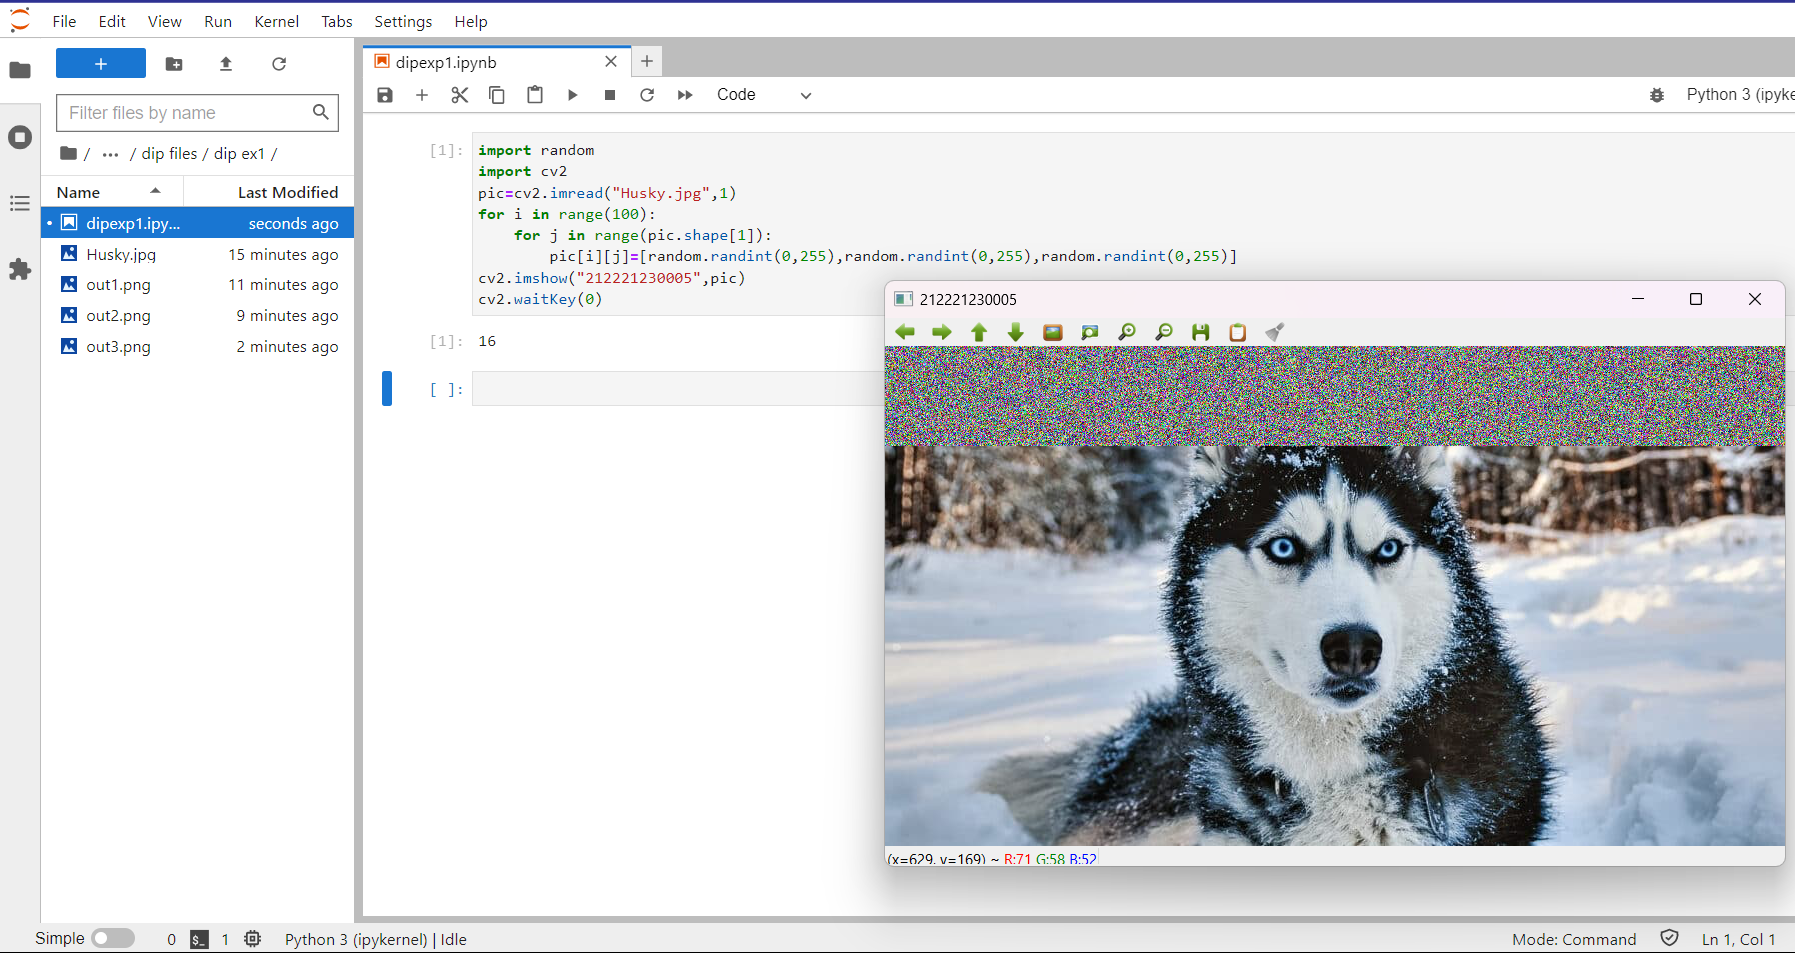 File Edit View Run Kernel Tabs Settings Help
Filter files by name
/ ... / dip files / dip ex1 /
Name Last Modified
dipexp1.ipy... seconds ago
Husky.jpg 15 minutes ago
out1.png 11 minutes ago
out2.png 9 minutes ago
out3.png 2 minutes ago
dipexp1.ipynb
Code
Python 3 (ipyke
[1]: import random
import cv2
pic=cv2.imread("Husky.jpg",1)
for i in range(100):
    for j in range(pic.shape[1]):
        pic[i][j]=[random.randint(0,255),random.randint(0,255),random.randint(0,255)]
cv2.imshow("212221230005",pic)
cv2.waitKey(0)
[1]: 16
[ ]:
212221230005
(x=629, y=169) ~ R:71 G:58 B:52
Simple 0 $_ 1 Python 3 (ipykernel) | Idle
Mode: Command Ln 1, Col 1